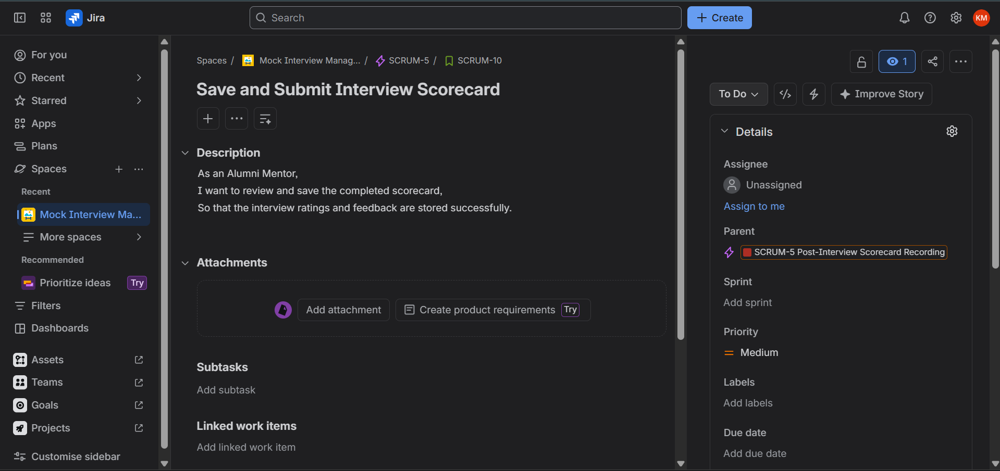 Jira
Search
Create
KM
For you
Recent
Starred
Apps
Plans
Spaces
Recent
Mock Interview Ma...
More spaces
Recommended
Prioritize ideas Try
Filters
Dashboards
Assets
Teams
Goals
Projects
Customise sidebar
Spaces / Mock Interview Manag... / SCRUM-5 / SCRUM-10
Save and Submit Interview Scorecard
Description
As an Alumni Mentor,
I want to review and save the completed scorecard,
So that the interview ratings and feedback are stored successfully.
Attachments
Add attachment
Create product requirements Try
Subtasks
Add subtask
Linked work items
Add linked work item
1
To Do
Improve Story
Details
Assignee
Unassigned
Assign to me
Parent
SCRUM-5 Post-Interview Scorecard Recording
Sprint
Add sprint
Priority
Medium
Labels
Add labels
Due date
Add due date